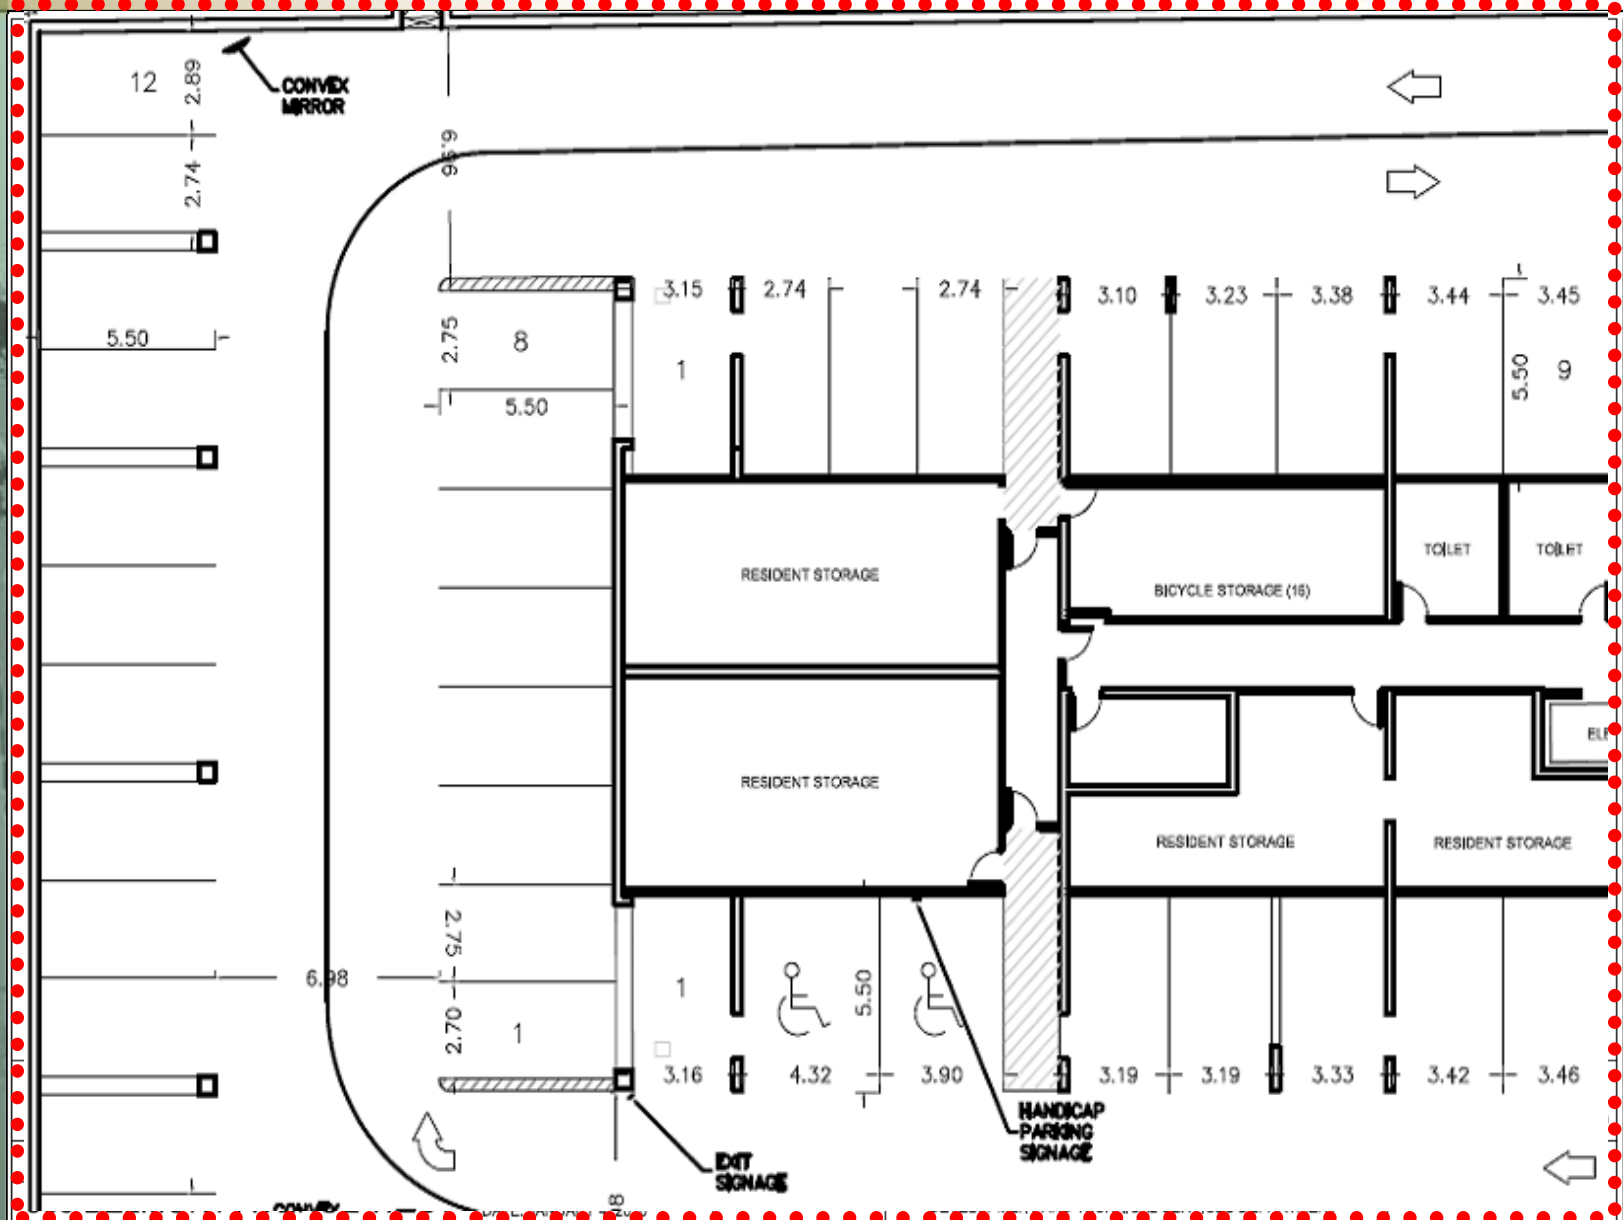 12
2.89
CONVEX
MIRROR
2.74
6.96
3.15
2.74
2.74
3.10
3.23
3.38
3.44
3.45
5.50
2.75
8
1
5.50
9
5.50
RESIDENT STORAGE
BICYCLE STORAGE (16)
TOILET
TOILET
RESIDENT STORAGE
RESIDENT STORAGE
RESIDENT STORAGE
2.75
6.98
1
5.50
2.70
1
3.16
4.32
3.90
3.19
3.19
3.33
3.42
3.46
HANDICAP
PARKING
SIGNAGE
EXIT
SIGNAGE
CONVEX